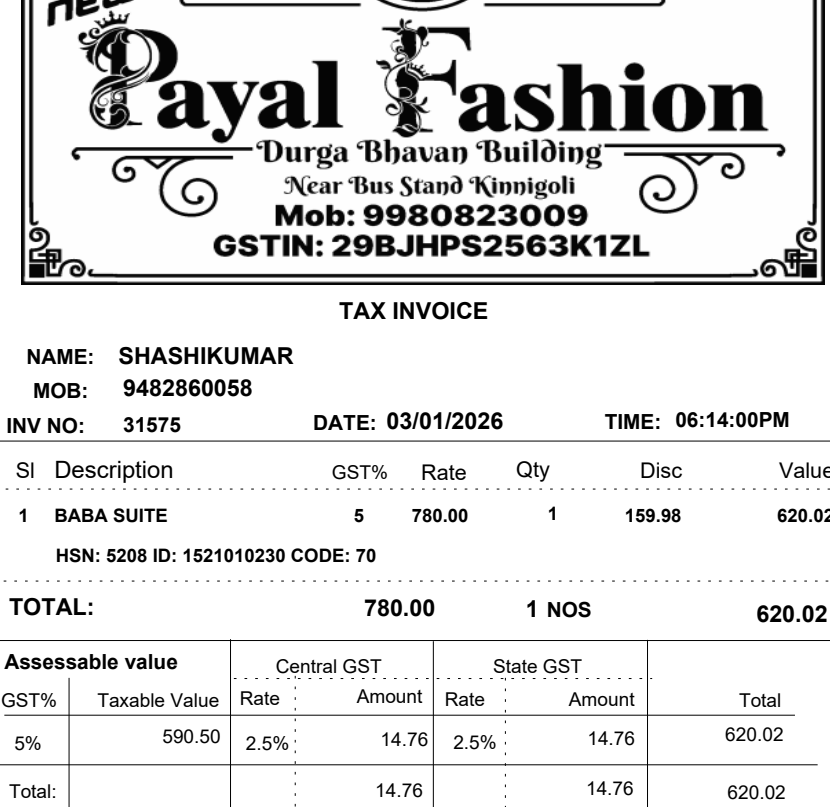 new
Payal Fashion
Durga Bhavan Building
Near Bus Stand Kinnigoli
Mob: 9980823009
GSTIN: 29BJHPS2563K1ZL
TAX INVOICE
NAME: SHASHIKUMAR
MOB: 9482860058
INV NO: 31575 DATE: 03/01/2026 TIME: 06:14:00PM
Sl Description GST% Rate Qty Disc Value
1 BABA SUITE 5 780.00 1 159.98 620.02
HSN: 5208 ID: 1521010230 CODE: 70
TOTAL: 780.00 1 NOS 620.02
Assessable value Central GST State GST
GST% Taxable Value Rate Amount Rate Amount Total
5% 590.50 2.5% 14.76 2.5% 14.76 620.02
Total: 14.76 14.76 620.02